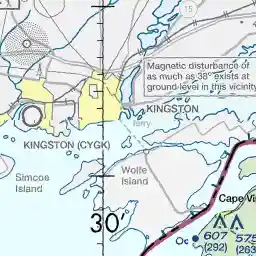 15
Magnetic disturbance of
as much as 38° exists at
ground level in this vicinity
KINGSTON
ferry
KINGSTON (CYGK)
Simcoe
Island
Wolfe
Island
30'
Cape Vi
607
(292)
575
(263